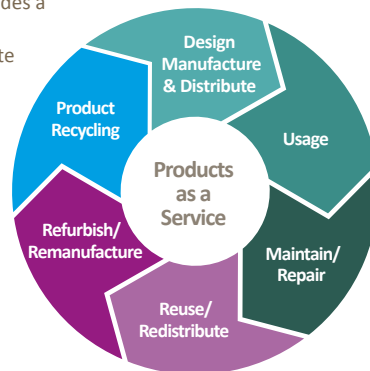 des a
te
Design
Manufacture
& Distribute
Usage
Product
Recycling
Products
as a
Service
Refurbish/
Remanufacture
Maintain/
Repair
Reuse/
Redistribute